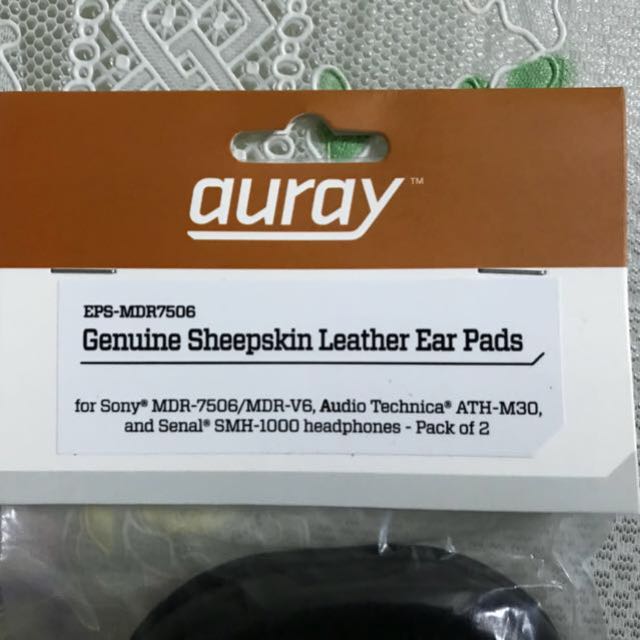 auray™
EPS-MDR7506
Genuine Sheepskin Leather Ear Pads
for Sony® MDR-7506/MDR-V6, Audio Technica® ATH-M30,
and Senal® SMH-1000 headphones - Pack of 2